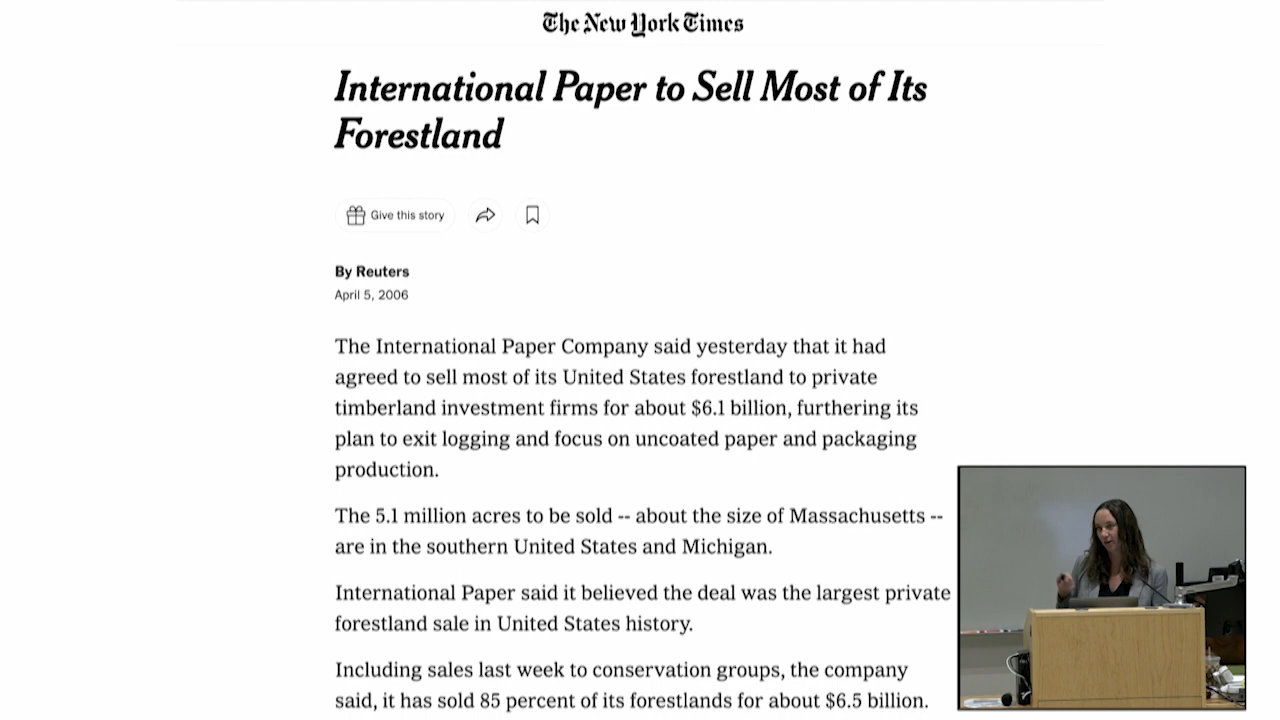 The New York Times
International Paper to Sell Most of Its
Forestland
Give this story
By Reuters
April 5, 2006
The International Paper Company said yesterday that it had
agreed to sell most of its United States forestland to private
timberland investment firms for about $6.1 billion, furthering its
plan to exit logging and focus on uncoated paper and packaging
production.
The 5.1 million acres to be sold -- about the size of Massachusetts --
are in the southern United States and Michigan.
International Paper said it believed the deal was the largest private
forestland sale in United States history.
Including sales last week to conservation groups, the company
said, it has sold 85 percent of its forestlands for about $6.5 billion.